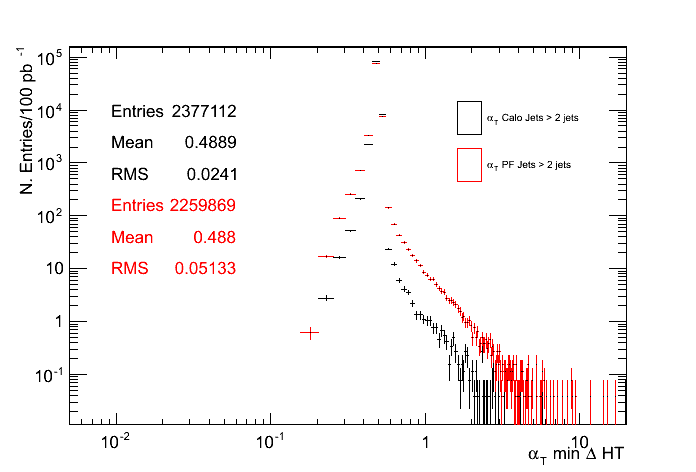 N. Entries/100 pb⁻¹
10⁵
10⁴
10³
10²
10
1
10⁻¹
Entries 2377112
Mean 0.4889
RMS 0.0241
Entries 2259869
Mean 0.488
RMS 0.05133
α_T Calo Jets > 2 jets
α_T PF Jets > 2 jets
10⁻² 10⁻¹ 1 10
α_T min Δ HT